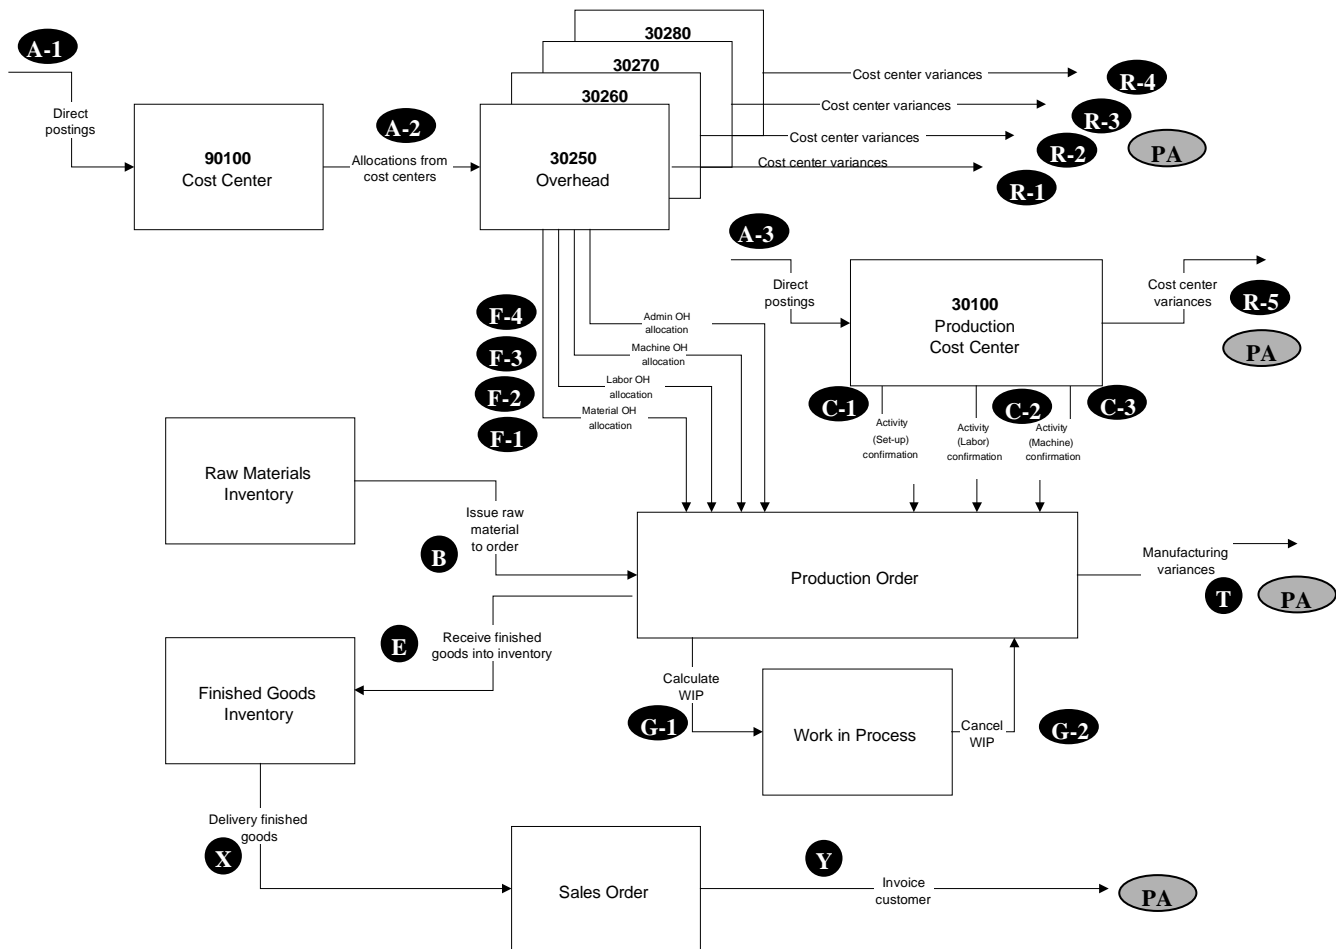 A-1
Direct
postings
90100
Cost Center
A-2
Allocations from
cost centers
30280
30270
30260
30250
Overhead
Cost center variances
R-4
Cost center variances
R-3
Cost center variances
R-2
PA
Cost center variances
R-1
A-3
Direct
postings
30100
Production
Cost Center
Cost center
variances
R-5
PA
F-4
F-3
F-2
F-1
Admin OH
allocation
Machine OH
allocation
Labor OH
allocation
Material OH
allocation
C-1
C-2
C-3
Activity
(Set-up)
confirmation
Activity
(Labor)
confirmation
Activity
(Machine)
confirmation
Raw Materials
Inventory
Issue raw
material
to order
B
Production Order
Manufacturing
variances
T
PA
E
Receive finished
goods into inventory
Finished Goods
Inventory
Calculate
WIP
G-1
Work in Process
Cancel
WIP
G-2
Delivery finished
goods
X
Sales Order
Y
Invoice
customer
PA